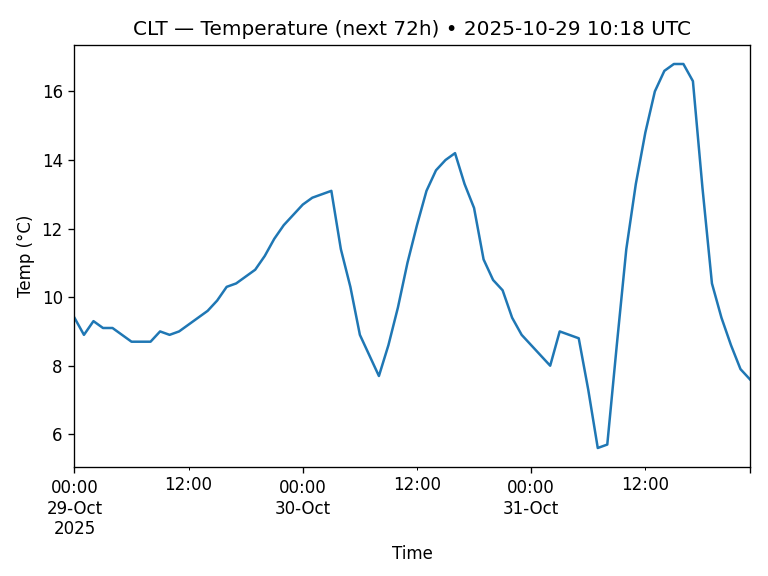 CLT — Temperature (next 72h) • 2025-10-29 10:18 UTC
Temp (°C)
16
14
12
10
8
6
00:00 12:00 00:00 12:00 00:00 12:00
29-Oct 30-Oct 31-Oct
2025
Time